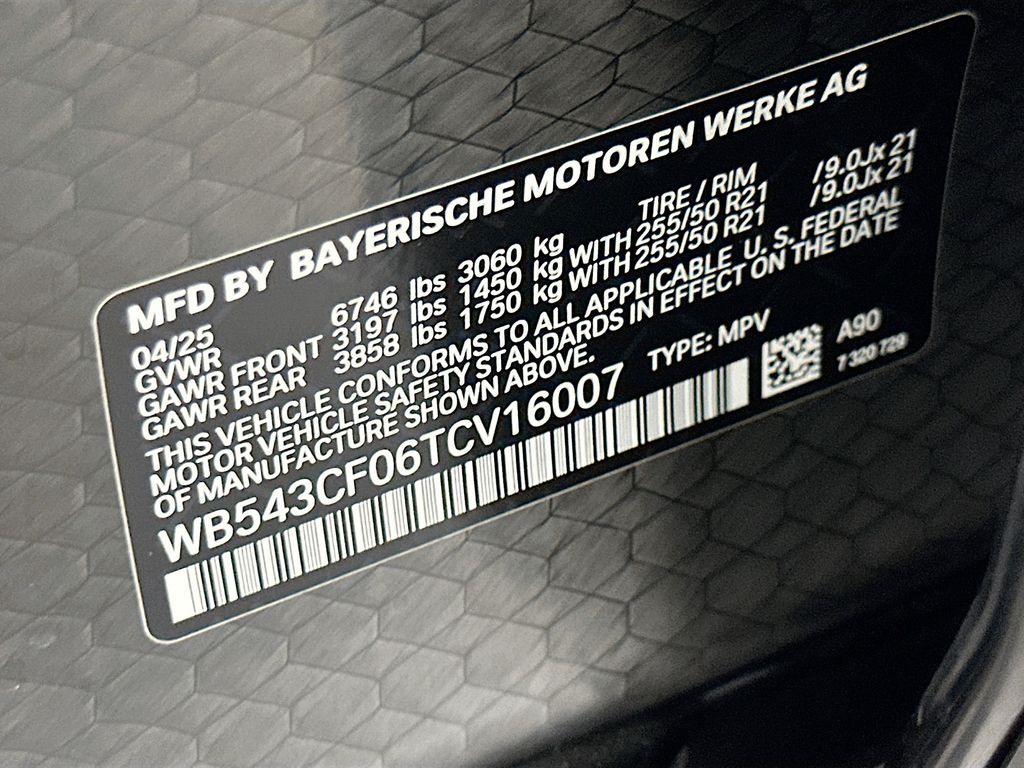 MFD BY BAYERISCHE MOTOREN WERKE AG
04/25 TIRE / RIM
GVWR 6746 lbs 3060 kg
GAWR FRONT 3197 lbs 1450 kg WITH 255/50 R21 /9.0Jx 21
GAWR REAR 3858 lbs 1750 kg WITH 255/50 R21 /9.0Jx 21
THIS VEHICLE CONFORMS TO ALL APPLICABLE U. S. FEDERAL
MOTOR VEHICLE SAFETY STANDARDS IN EFFECT ON THE DATE
OF MANUFACTURE SHOWN ABOVE.
WB543CF06TCV16007 TYPE: MPV
A90
7 320 729